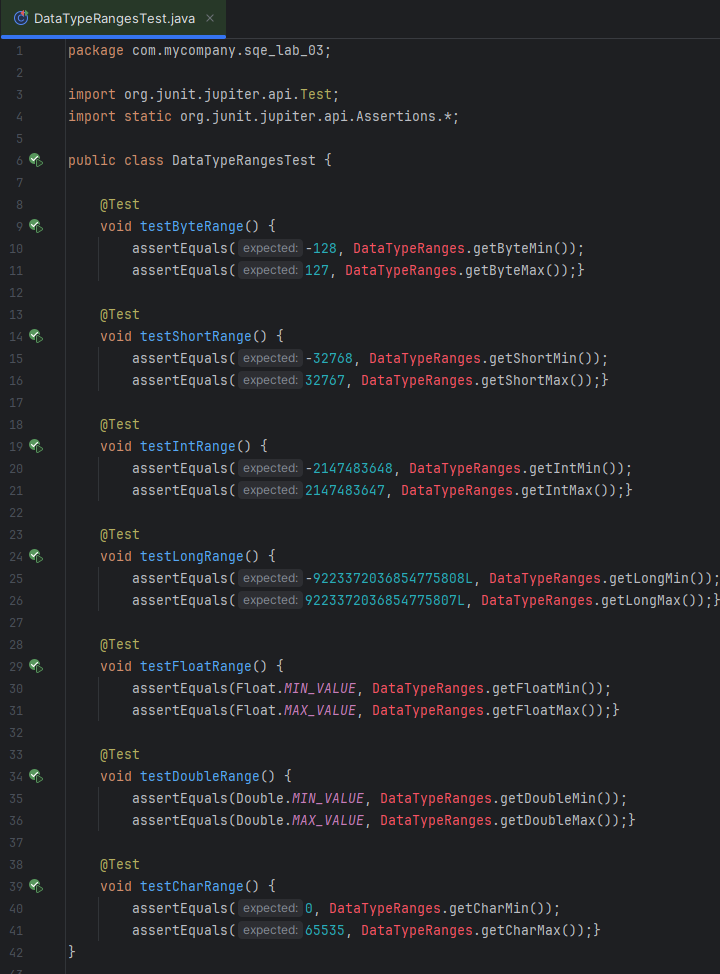 DataTypeRangesTest.java ×
1 package com.mycompany.sqe_lab_03;
2
3 import org.junit.jupiter.api.Test;
4 import static org.junit.jupiter.api.Assertions.*;
5
6 public class DataTypeRangesTest {
7
8 @Test
9 void testByteRange() {
10 assertEquals( expected: -128, DataTypeRanges.getByteMin());
11 assertEquals( expected: 127, DataTypeRanges.getByteMax());}
12
13 @Test
14 void testShortRange() {
15 assertEquals( expected: -32768, DataTypeRanges.getShortMin());
16 assertEquals( expected: 32767, DataTypeRanges.getShortMax());}
17
18 @Test
19 void testIntRange() {
20 assertEquals( expected: -2147483648, DataTypeRanges.getIntMin());
21 assertEquals( expected: 2147483647, DataTypeRanges.getIntMax());}
22
23 @Test
24 void testLongRange() {
25 assertEquals( expected: -9223372036854775808L, DataTypeRanges.getLongMin());
26 assertEquals( expected: 9223372036854775807L, DataTypeRanges.getLongMax());}
27
28 @Test
29 void testFloatRange() {
30 assertEquals(Float.MIN_VALUE, DataTypeRanges.getFloatMin());
31 assertEquals(Float.MAX_VALUE, DataTypeRanges.getFloatMax());}
32
33 @Test
34 void testDoubleRange() {
35 assertEquals(Double.MIN_VALUE, DataTypeRanges.getDoubleMin());
36 assertEquals(Double.MAX_VALUE, DataTypeRanges.getDoubleMax());}
37
38 @Test
39 void testCharRange() {
40 assertEquals( expected: 0, DataTypeRanges.getCharMin());
41 assertEquals( expected: 65535, DataTypeRanges.getCharMax());}
42 }
43